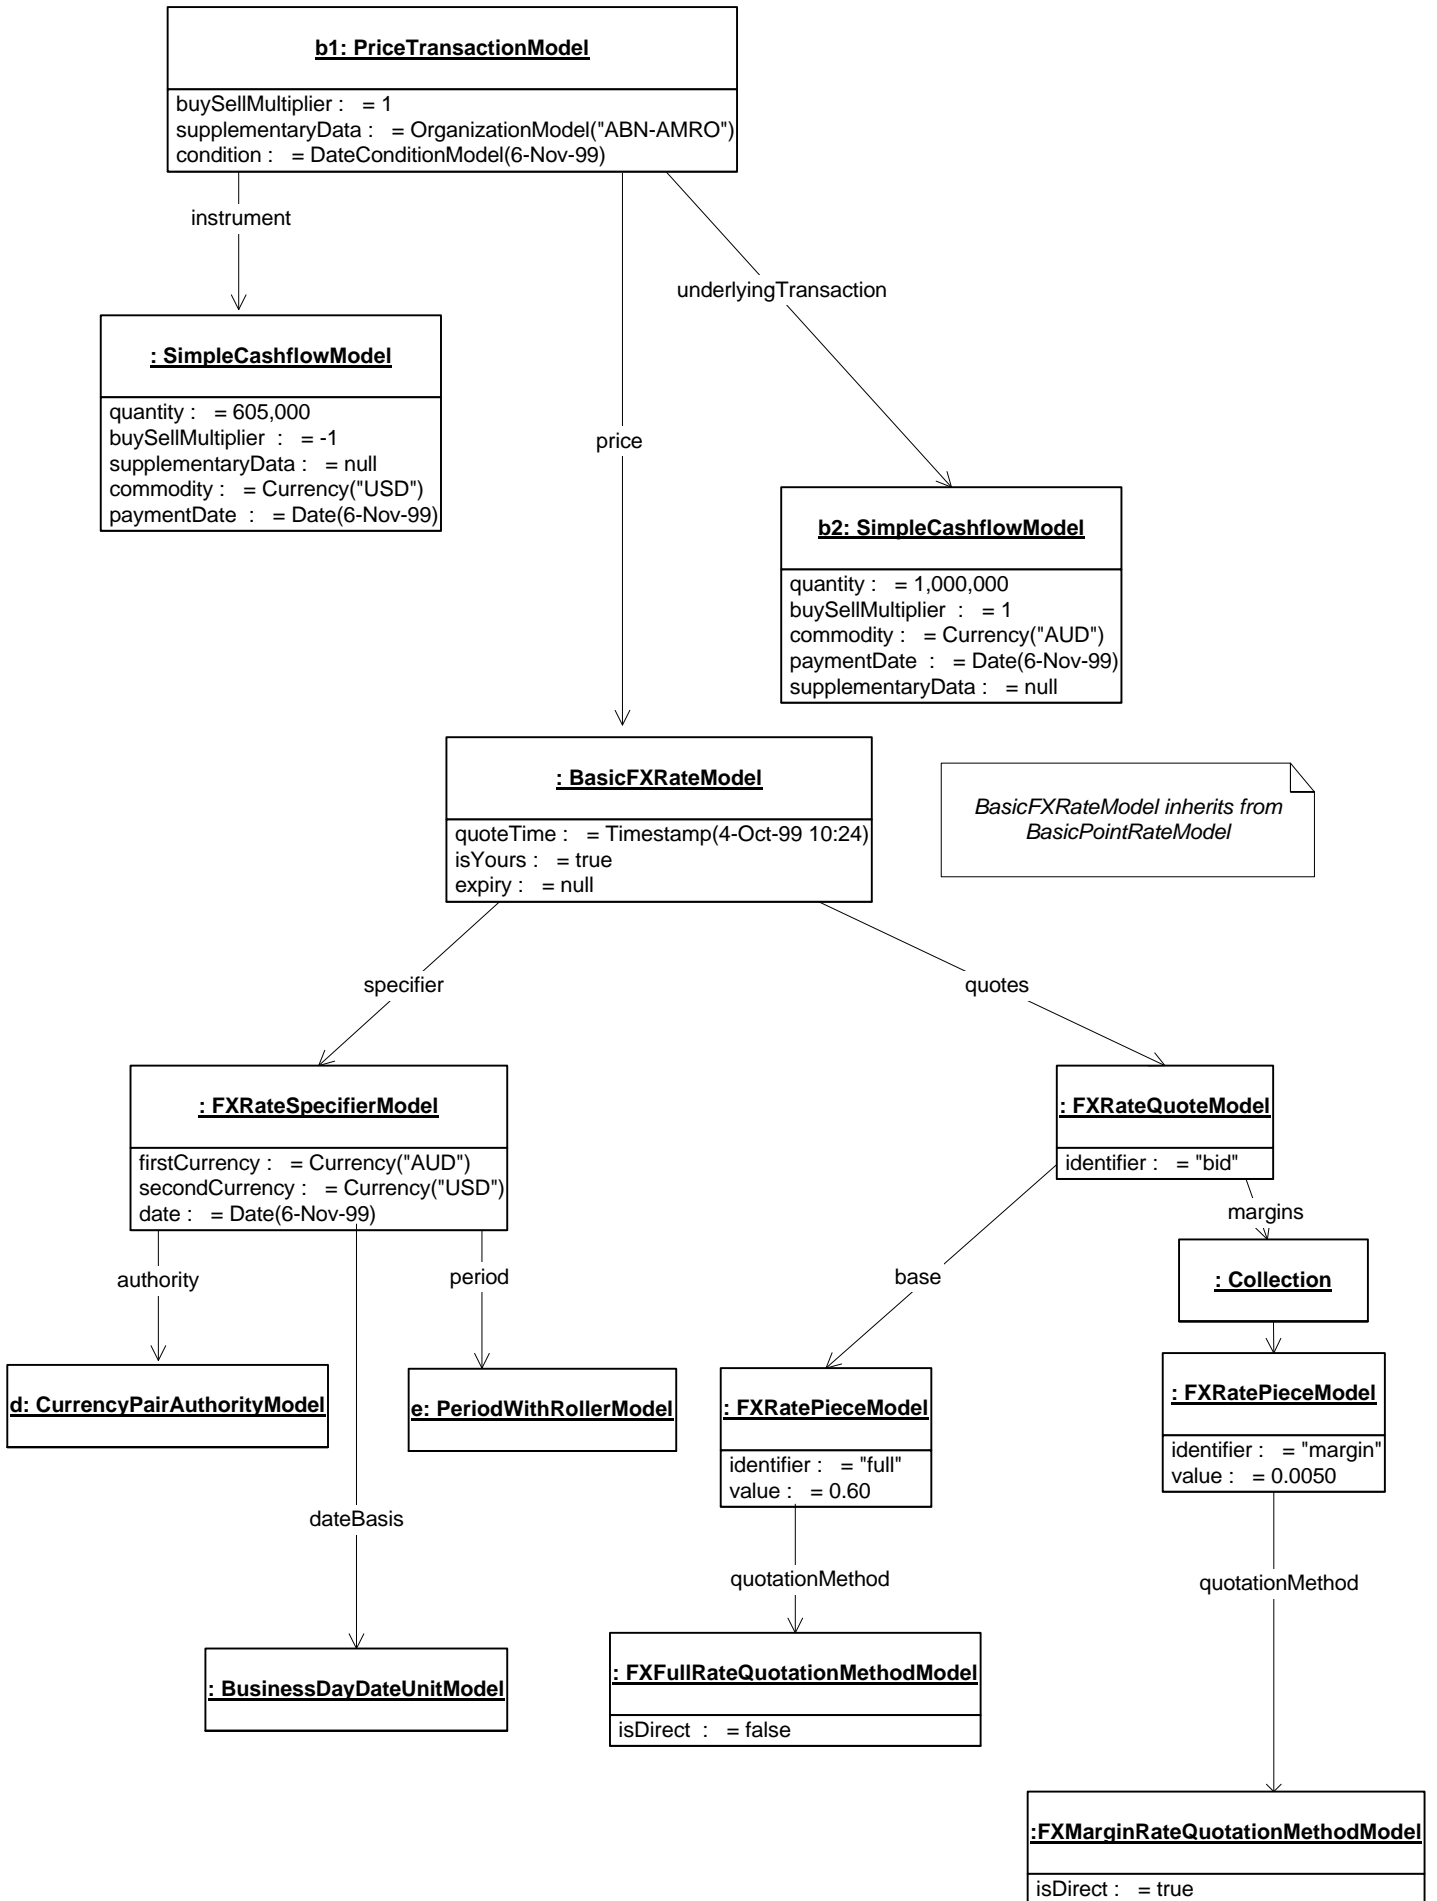 b1: PriceTransactionModel
buySellMultiplier :   = 1
supplementaryData :   = OrganizationModel("ABN-AMRO")
condition :   = DateConditionModel(6-Nov-99)
instrument
underlyingTransaction
: SimpleCashflowModel
quantity :   = 605,000
buySellMultiplier  :   = -1
supplementaryData :   = null
commodity :   = Currency("USD")
paymentDate  :   = Date(6-Nov-99)
price
b2: SimpleCashflowModel
quantity :   = 1,000,000
buySellMultiplier  :   = 1
commodity :   = Currency("AUD")
paymentDate  :   = Date(6-Nov-99)
supplementaryData :   = null
: BasicFXRateModel
quoteTime :   = Timestamp(4-Oct-99 10:24)
isYours :   = true
expiry :   = null
BasicFXRateModel inherits from
BasicPointRateModel
specifier
quotes
: FXRateSpecifierModel
firstCurrency :   = Currency("AUD")
secondCurrency :   = Currency("USD")
date :   = Date(6-Nov-99)
: FXRateQuoteModel
identifier :   = "bid"
margins
authority
period
base
: Collection
d: CurrencyPairAuthorityModel
e: PeriodWithRollerModel
: FXRatePieceModel
identifier :   = "full"
value :   = 0.60
: FXRatePieceModel
identifier :   = "margin"
value :   = 0.0050
dateBasis
quotationMethod
quotationMethod
: BusinessDayDateUnitModel
: FXFullRateQuotationMethodModel
isDirect  :   = false
:FXMarginRateQuotationMethodModel
isDirect :   = true